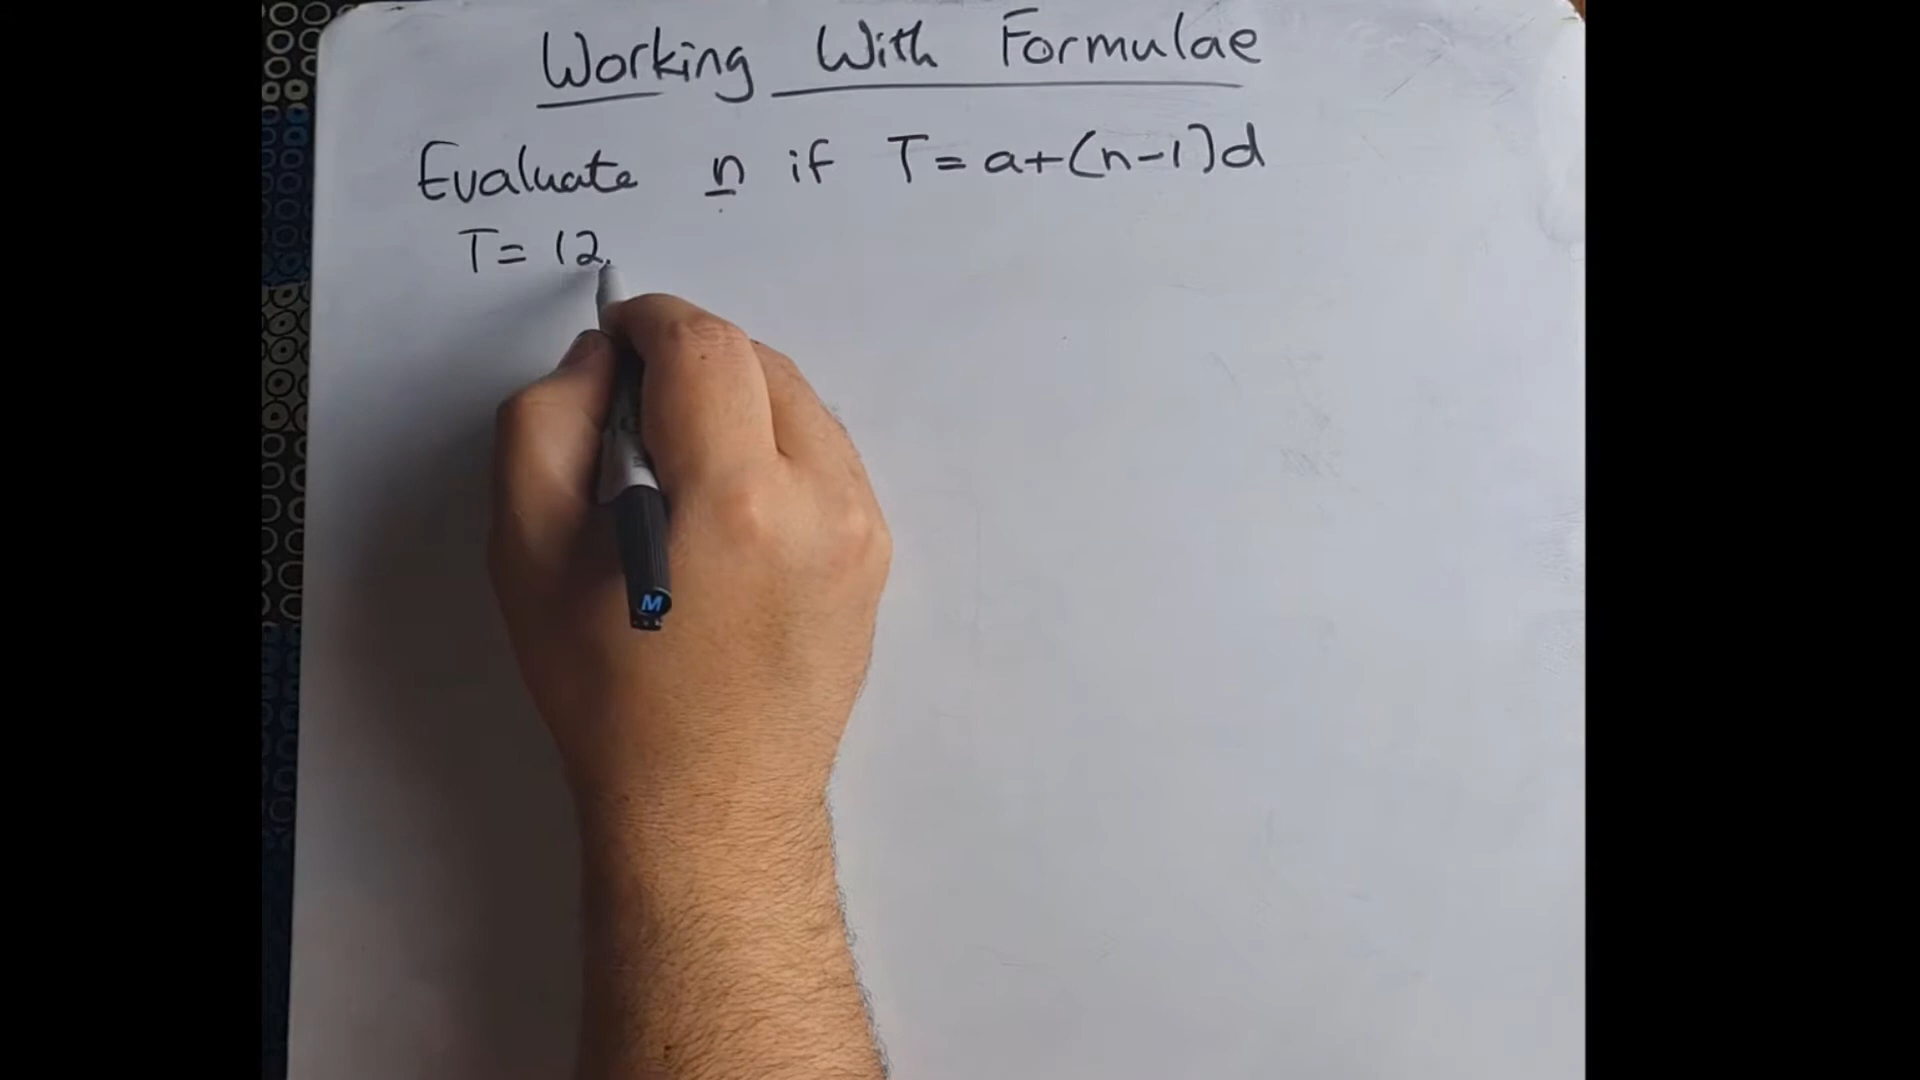 Working With Formulae
Evaluate n if T=a+(n-1)d
T= 12.
M